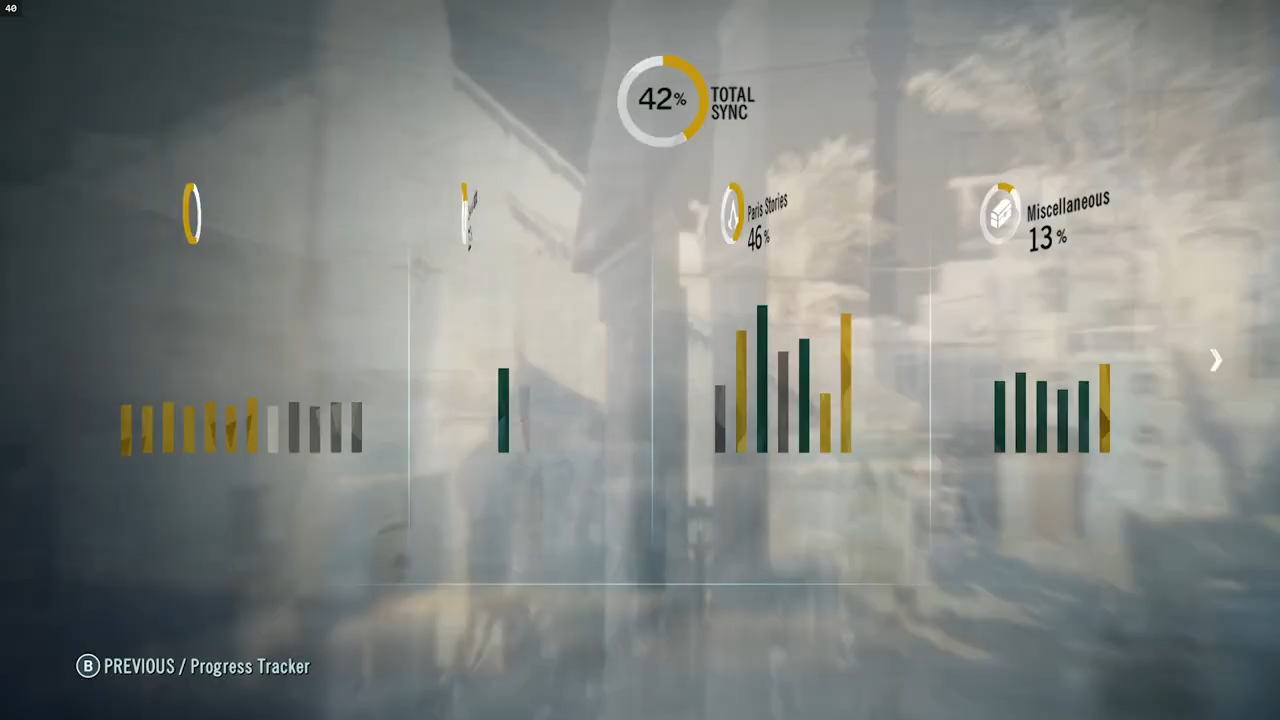 40
42%
TOTAL
SYNC
Paris Stories
46%
Miscellaneous
13%
B PREVIOUS / Progress Tracker